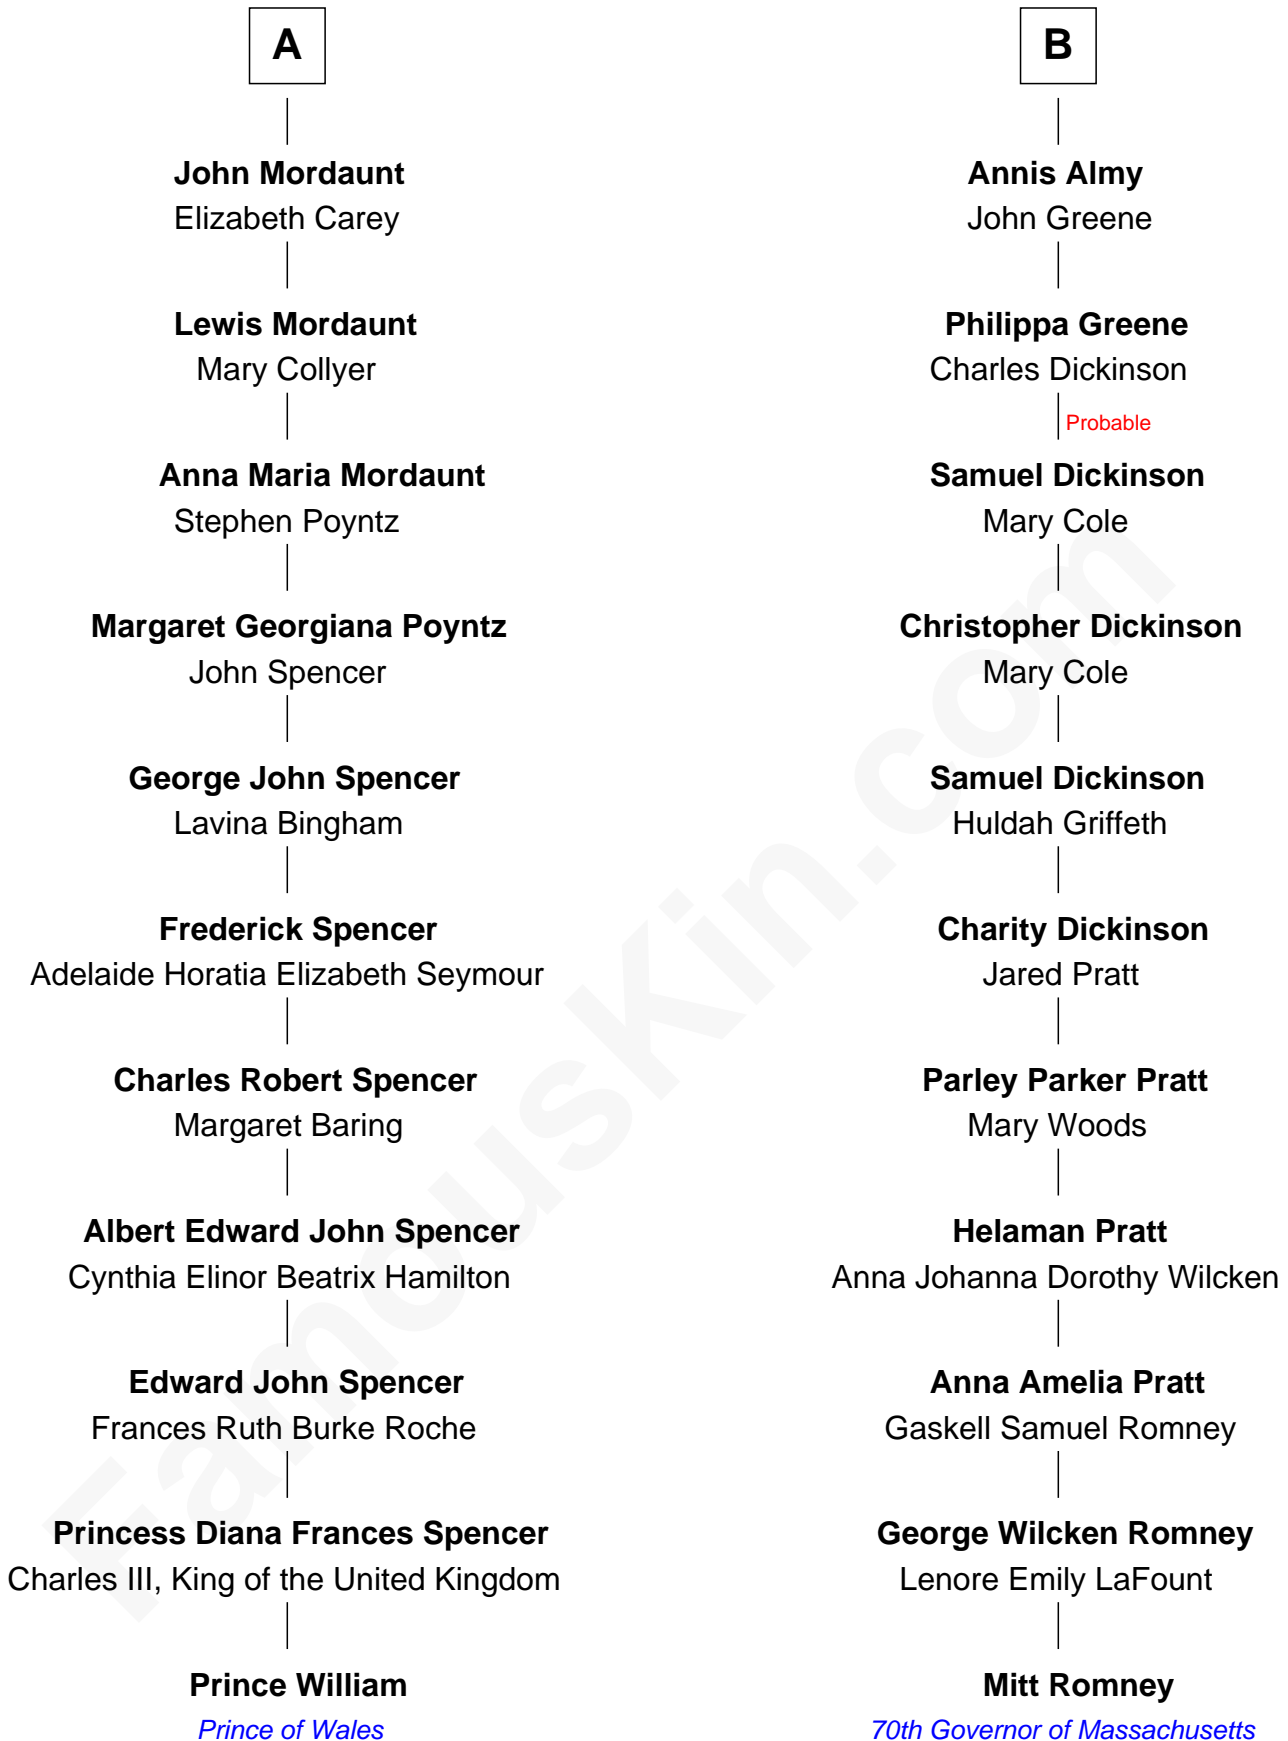 A
John Mordaunt
Elizabeth Carey
Lewis Mordaunt
Mary Collyer
Anna Maria Mordaunt
Stephen Poyntz
Margaret Georgiana Poyntz
John Spencer
George John Spencer
Lavina Bingham
Frederick Spencer
Adelaide Horatia Elizabeth Seymour
Charles Robert Spencer
Margaret Baring
Albert Edward John Spencer
Cynthia Elinor Beatrix Hamilton
Edward John Spencer
Frances Ruth Burke Roche
Princess Diana Frances Spencer
Charles III, King of the United Kingdom
Prince William
Prince of Wales
B
Annis Almy
John Greene
Philippa Greene
Charles Dickinson
Probable
Samuel Dickinson
Mary Cole
Christopher Dickinson
Mary Cole
Samuel Dickinson
Huldah Griffeth
Charity Dickinson
Jared Pratt
Parley Parker Pratt
Mary Woods
Helaman Pratt
Anna Johanna Dorothy Wilcken
Anna Amelia Pratt
Gaskell Samuel Romney
George Wilcken Romney
Lenore Emily LaFount
Mitt Romney
70th Governor of Massachusetts
FamousKin.com